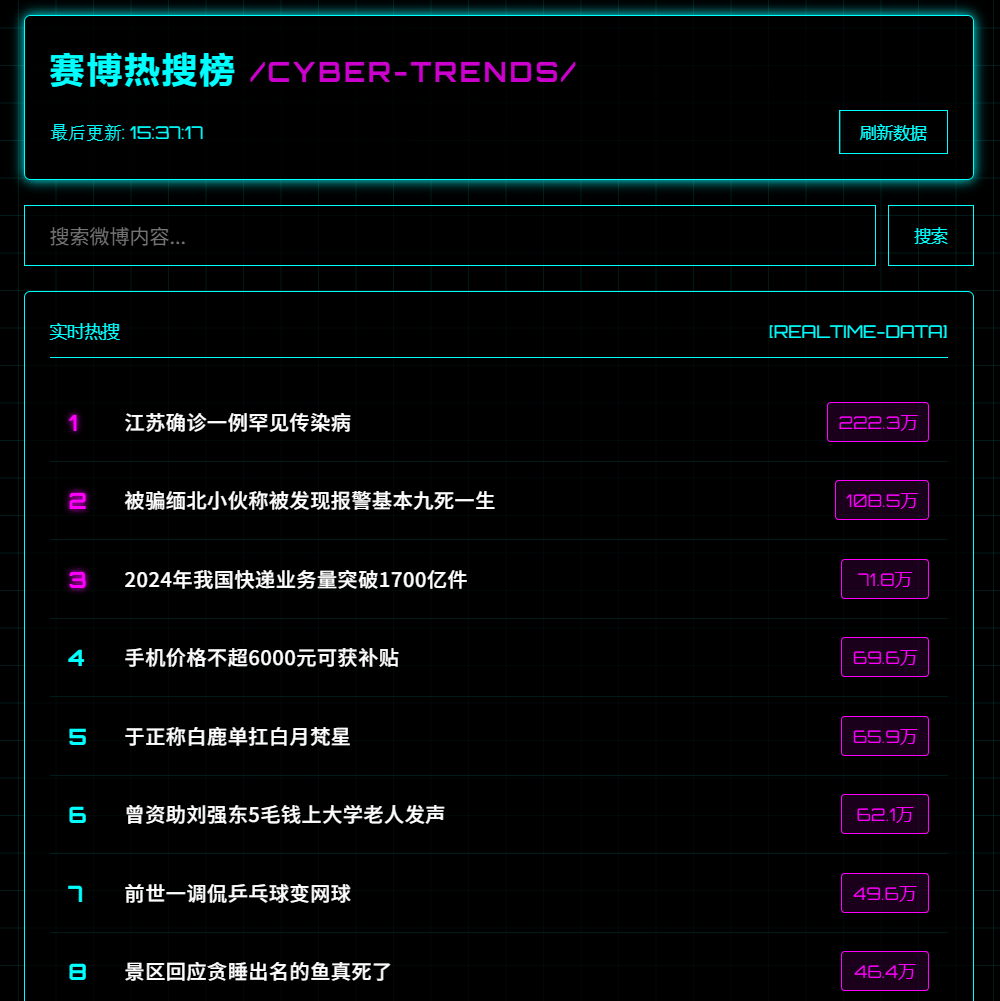 赛博热搜榜 /CYBER-TRENDS/
最后更新: 15:37:17
刷新数据
搜索微博内容...
搜索
实时热搜
[REALTIME-DATA]
1 江苏确诊一例罕见传染病 222.3万
2 被骗缅北小伙称被发现报警基本九死一生 108.5万
3 2024年我国快递业务量突破1700亿件 71.8万
4 手机价格不超6000元可获补贴 69.6万
5 于正称白鹿单扛白月梵星 65.9万
6 曾资助刘强东5毛钱上大学老人发声 62.1万
7 前世一调侃乒乓球变网球 49.6万
8 景区回应贪睡出名的鱼真死了 46.4万